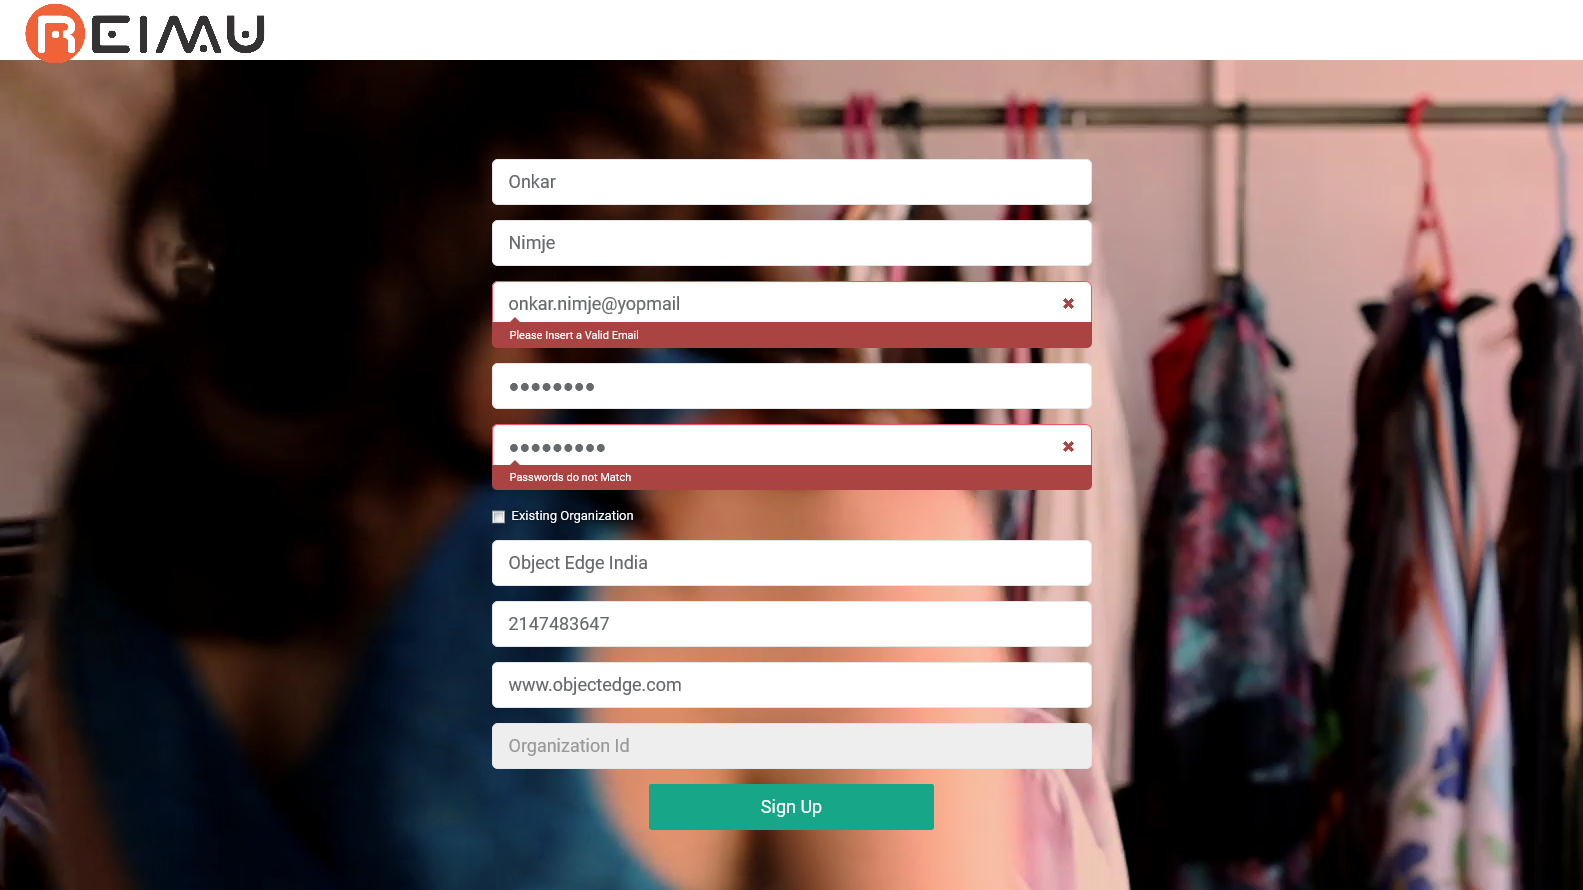 REIMU
Onkar
Nimje
onkar.nimje@yopmail
Please Insert a Valid Email
●●●●●●●●
●●●●●●●●●
Passwords do not Match
Existing Organization
Object Edge India
2147483647
www.objectedge.com
Organization Id
Sign Up